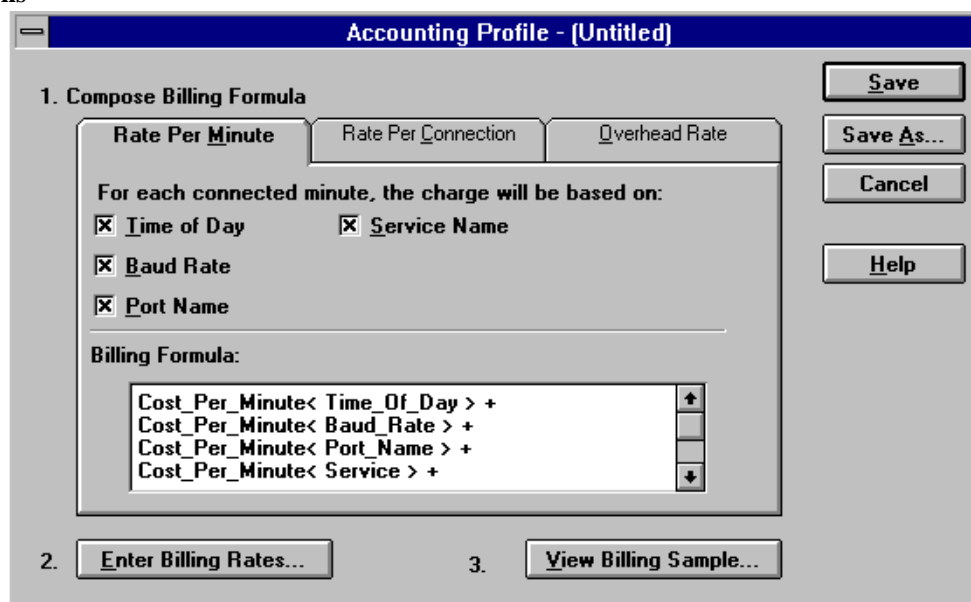 Accounting Profile - (Untitled)
1. Compose Billing Formula
Rate Per Minute
Rate Per Connection
Overhead Rate
For each connected minute, the charge will be based on:
Time of Day
Service Name
Baud Rate
Port Name
Billing Formula:
Cost_Per_Minute< Time_Of_Day > +
Cost_Per_Minute< Baud_Rate > +
Cost_Per_Minute< Port_Name > +
Cost_Per_Minute< Service > +
2. Enter Billing Rates...
3. View Billing Sample...
Save
Save As...
Cancel
Help